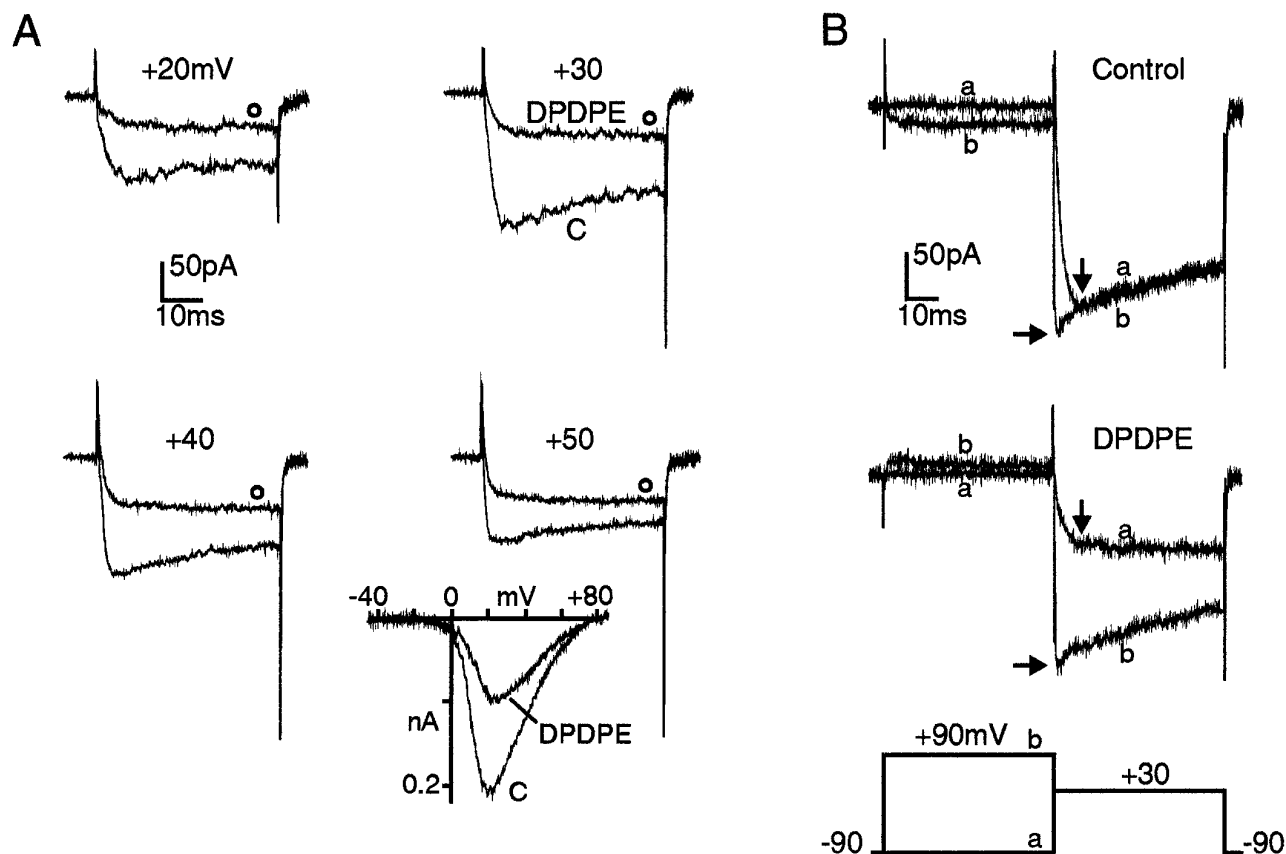 A
+20mV
+30
DPDPE
C
50pA
10ms
+40
+50
-40 0 mV +80
nA
DPDPE
0.2
C
B
Control
a
b
a
b
50pA
10ms
DPDPE
b
a
a
b
+90mV b
+30
-90 a -90